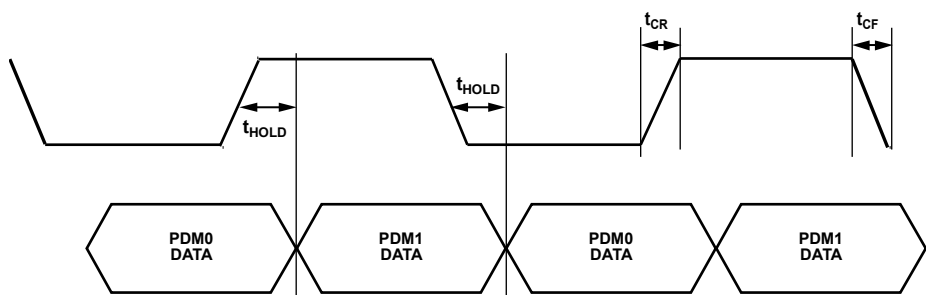 tCR
tCF
tHOLD
tHOLD
PDM0
DATA
PDM1
DATA
PDM0
DATA
PDM1
DATA